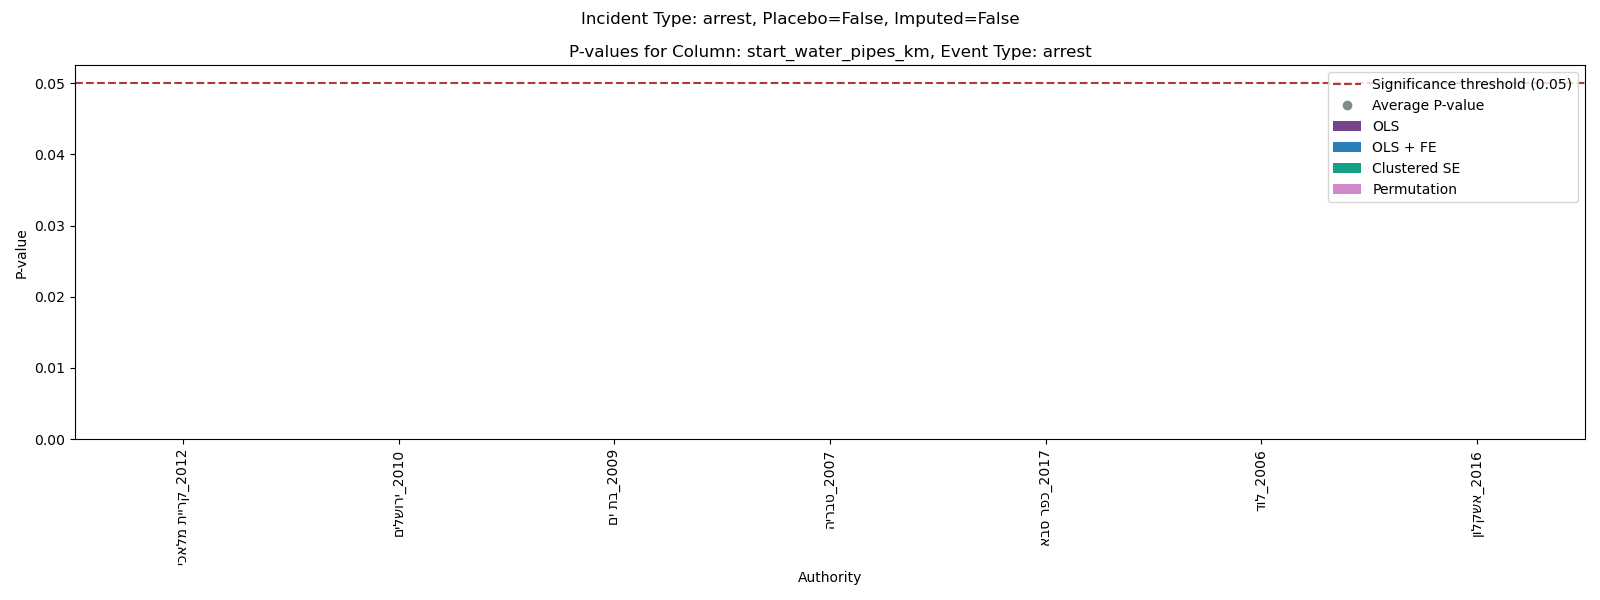 Incident Type: arrest, Placebo=False, Imputed=False
P-values for Column: start_water_pipes_km, Event Type: arrest
Significance threshold (0.05)
Average P-value
OLS
OLS + FE
Clustered SE
Permutation
P-value
0.05
0.04
0.03
0.02
0.01
0.00
קריית מלאכי_2012
ירושלים_2010
בת ים_2009
טבריה_2007
כפר סבא_2017
לוד_2006
אשקלון_2016
Authority